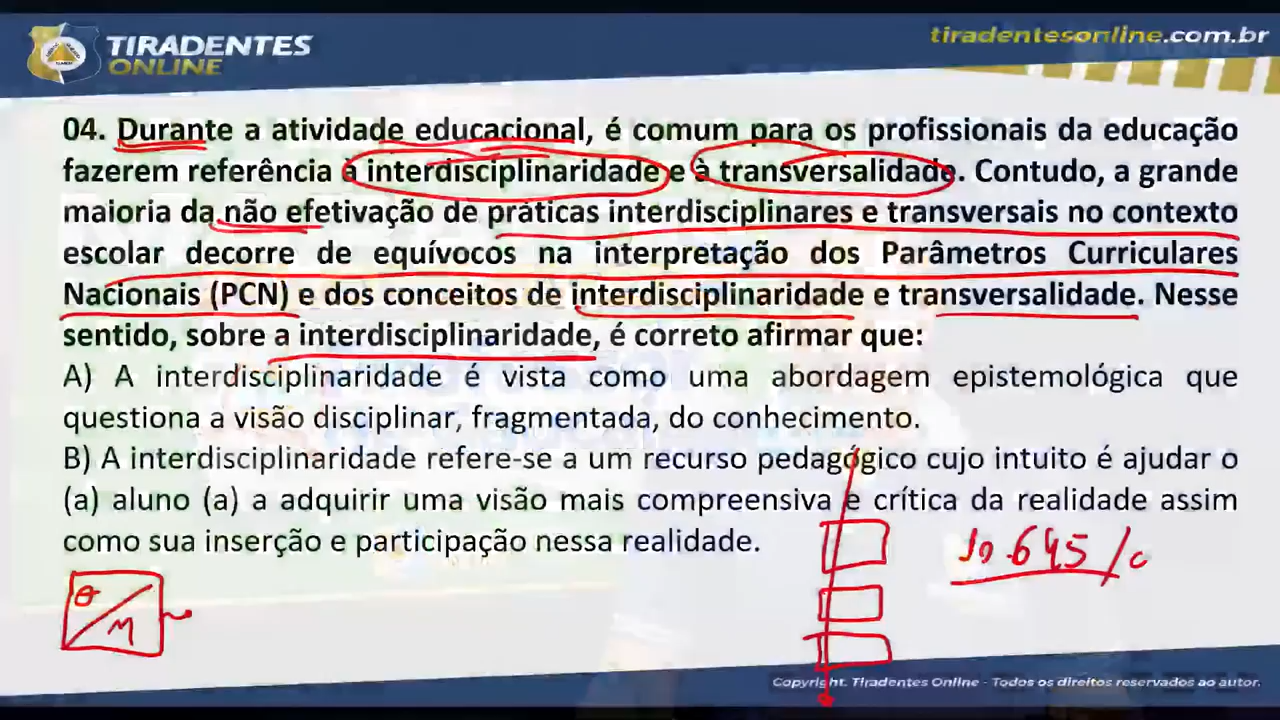 TIRADENTES
ONLINE
tiradentesonline.com.br
04. Durante a atividade educacional, é comum para os profissionais da educação
fazerem referência à interdisciplinaridade e à transversalidade. Contudo, a grande
maioria da não efetivação de práticas interdisciplinares e transversais no contexto
escolar decorre de equívocos na interpretação dos Parâmetros Curriculares
Nacionais (PCN) e dos conceitos de interdisciplinaridade e transversalidade. Nesse
sentido, sobre a interdisciplinaridade, é correto afirmar que:
A) A interdisciplinaridade é vista como uma abordagem epistemológica que
questiona a visão disciplinar, fragmentada, do conhecimento.
B) A interdisciplinaridade refere-se a um recurso pedagógico cujo intuito é ajudar o
(a) aluno (a) a adquirir uma visão mais compreensiva e crítica da realidade assim
como sua inserção e participação nessa realidade.
10.645/
M
Copyright. Tiradentes Online - Todos os direitos reservados ao autor.